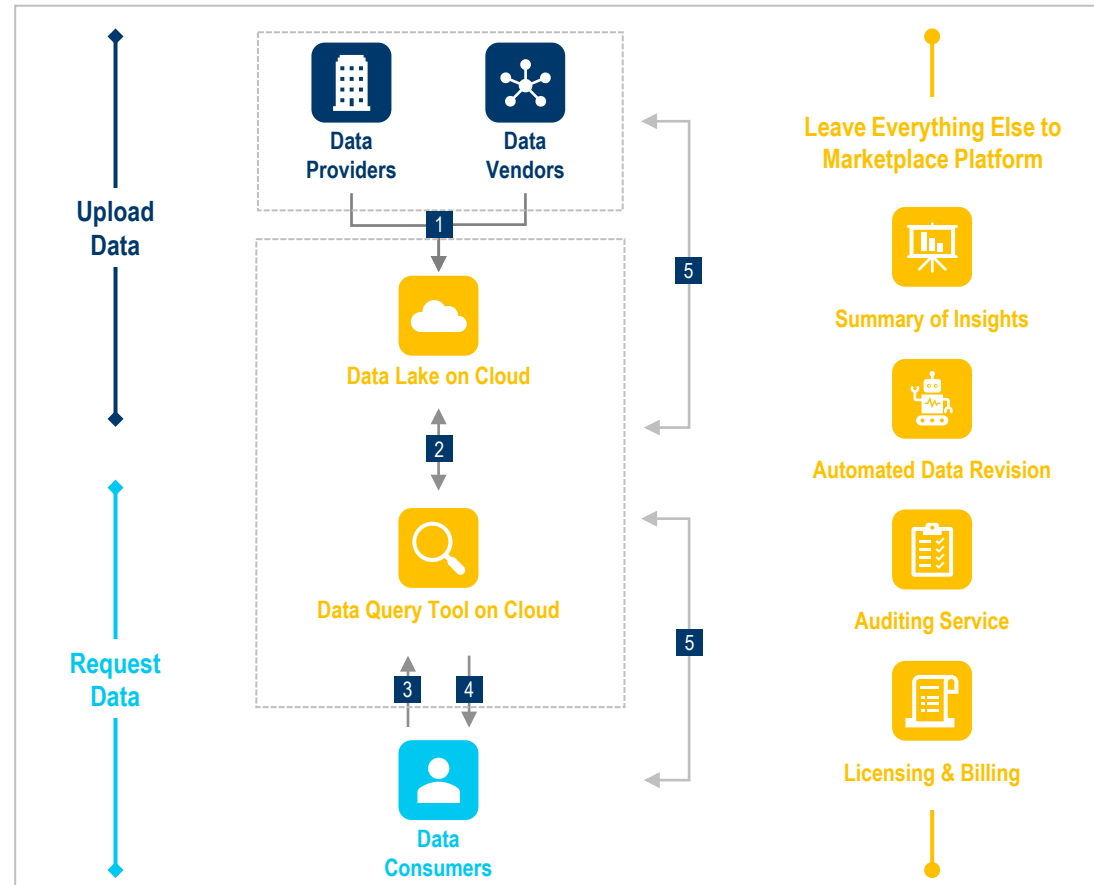 Upload
Data
Data
Providers
Data
Vendors
1
Data Lake on Cloud
2
Data Query Tool on Cloud
3
4
Data
Consumers
5
5
Request
Data
Leave Everything Else to
Marketplace Platform
Summary of Insights
Automated Data Revision
Auditing Service
Licensing & Billing